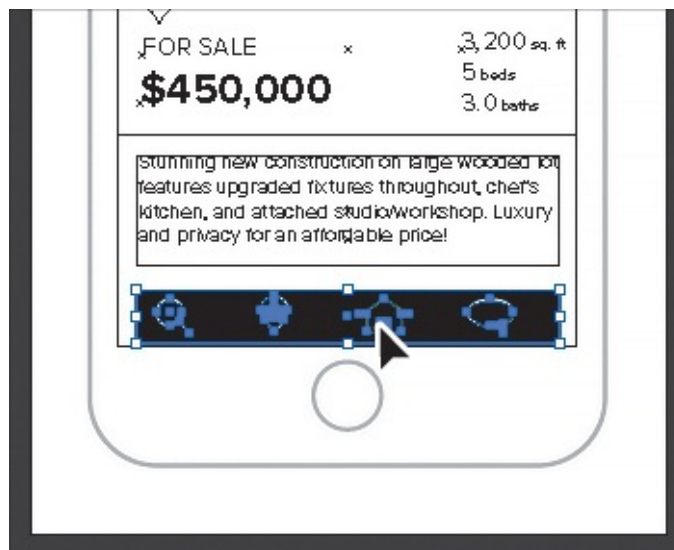 FOR SALE
$450,000
3,200 sq. ft
5 beds
3.0 baths
Stunning new construction on large wooded lot
features upgraded fixtures throughout, chef's
kitchen, and attached studio/workshop. Luxury
and privacy for an affordable price!